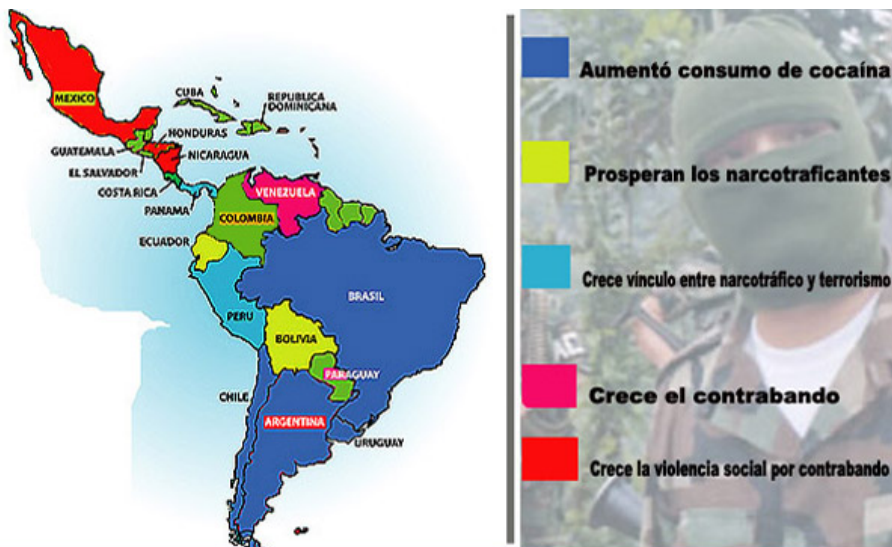 MEXICO
CUBA
REPUBLICA
DOMINICANA
HONDURAS
GUATEMALA
NICARAGUA
EL SALVADOR
COSTA RICA
PANAMA
VENEZUELA
COLOMBIA
ECUADOR
BRASIL
PERU
BOLIVIA
PARAGUAY
CHILE
ARGENTINA
URUGUAY
Aumentó consumo de cocaína
Prosperan los narcotraficantes
Crece vínculo entre narcotráfico y terrorismo
Crece el contrabando
Crece la violencia social por contrabando